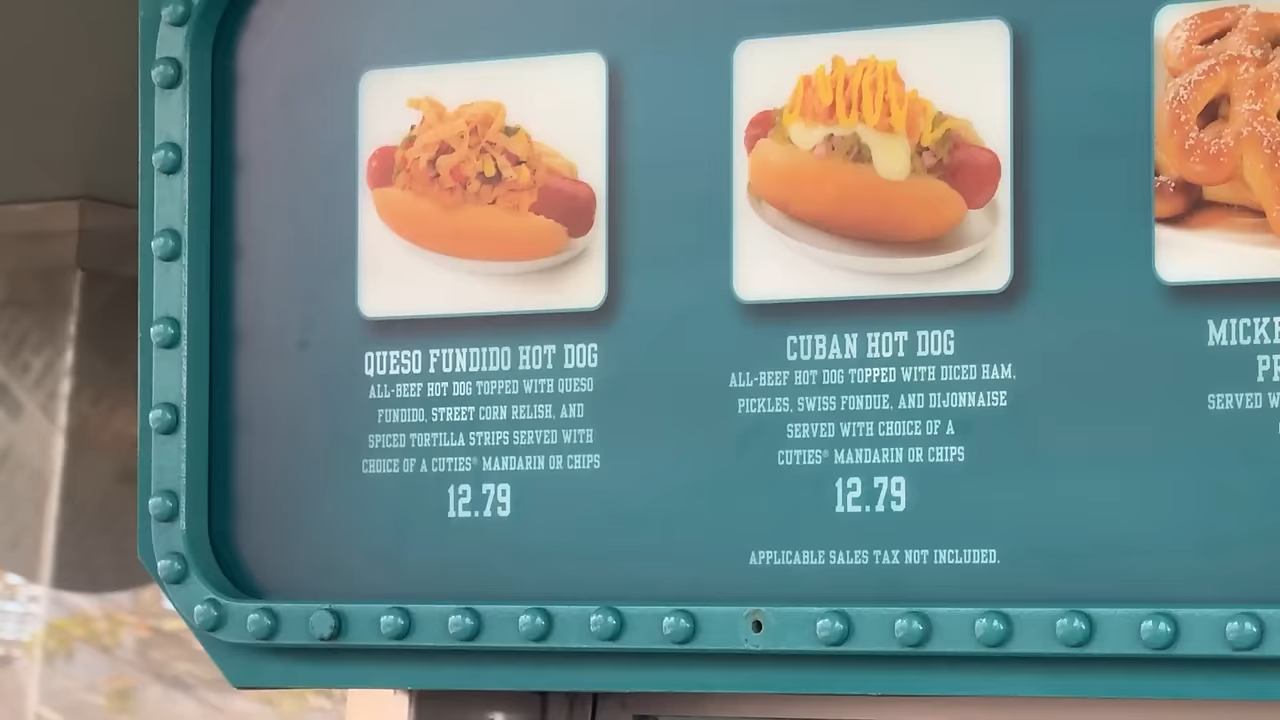 QUESO FUNDIDO HOT DOG
ALL-BEEF HOT DOG TOPPED WITH QUESO
FUNDIDO, STREET CORN RELISH, AND
SPICED TORTILLA STRIPS SERVED WITH
CHOICE OF A CUTIES® MANDARIN OR CHIPS
12.79
CUBAN HOT DOG
ALL-BEEF HOT DOG TOPPED WITH DICED HAM,
PICKLES, SWISS FONDUE, AND DIJONNAISE
SERVED WITH CHOICE OF A
CUTIES® MANDARIN OR CHIPS
12.79
APPLICABLE SALES TAX NOT INCLUDED.
SERVED